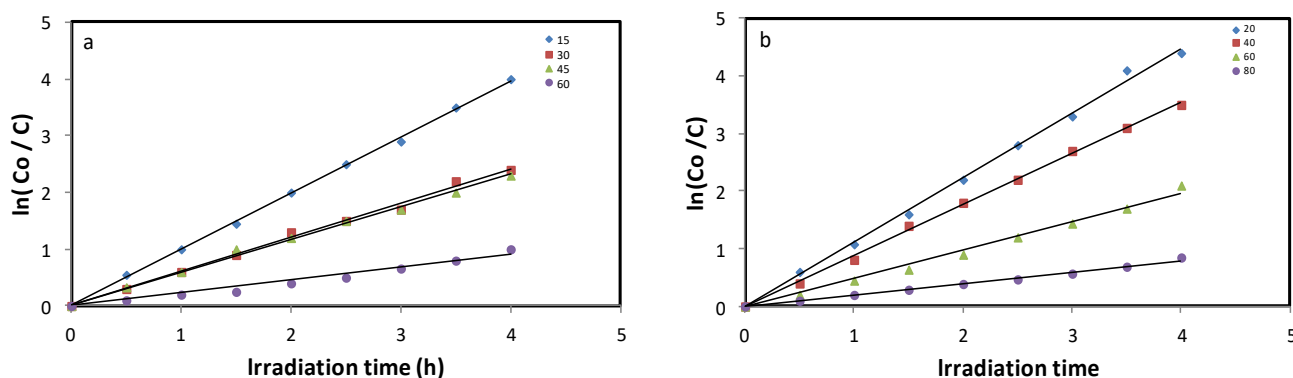 a
15
30
45
60
5
4
3
2
1
0
ln(Co / C)
0 1 2 3 4 5
Irradiation time (h)
b
20
40
60
80
5
4
3
2
1
0
ln(Co /C)
0 1 2 3 4 5
Irradiation time